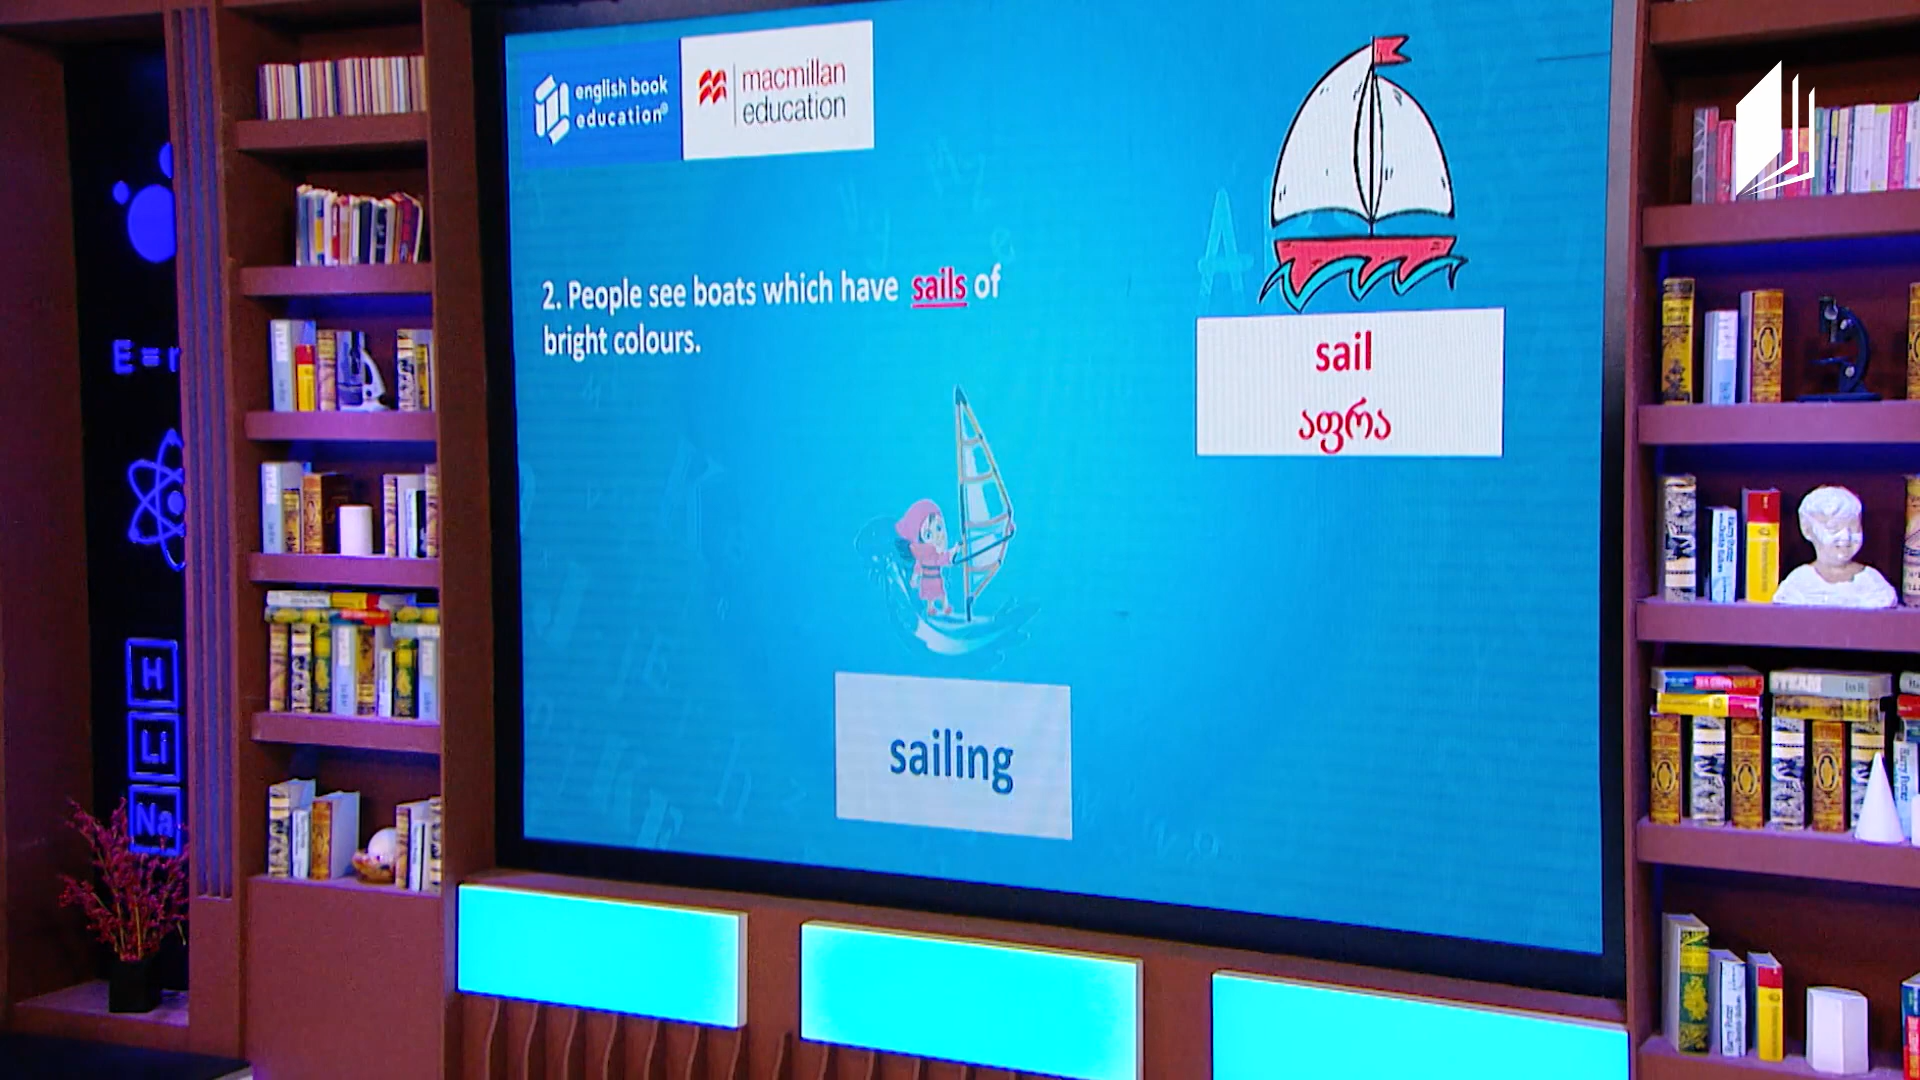 english book
education®
macmillan
education
2. People see boats which have sails of
bright colours.
sail
აფრა
sailing
H
Li
Na